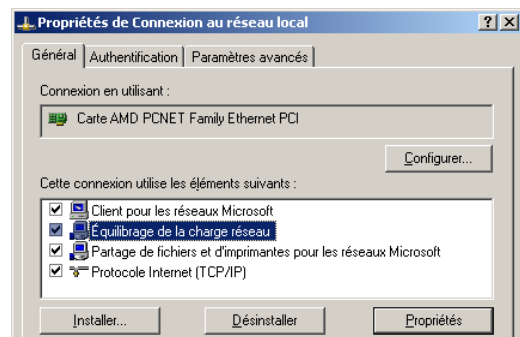 Propriétés de Connexion au réseau local
Général Authentification Paramètres avancés
Connexion en utilisant :
Carte AMD PCNET Family Ethernet PCI
Configurer...
Cette connexion utilise les éléments suivants :
Client pour les réseaux Microsoft
Équilibrage de la charge réseau
Partage de fichiers et d'imprimantes pour les réseaux Microsoft
Protocole Internet (TCP/IP)
Installer... Désinstaller Propriétés